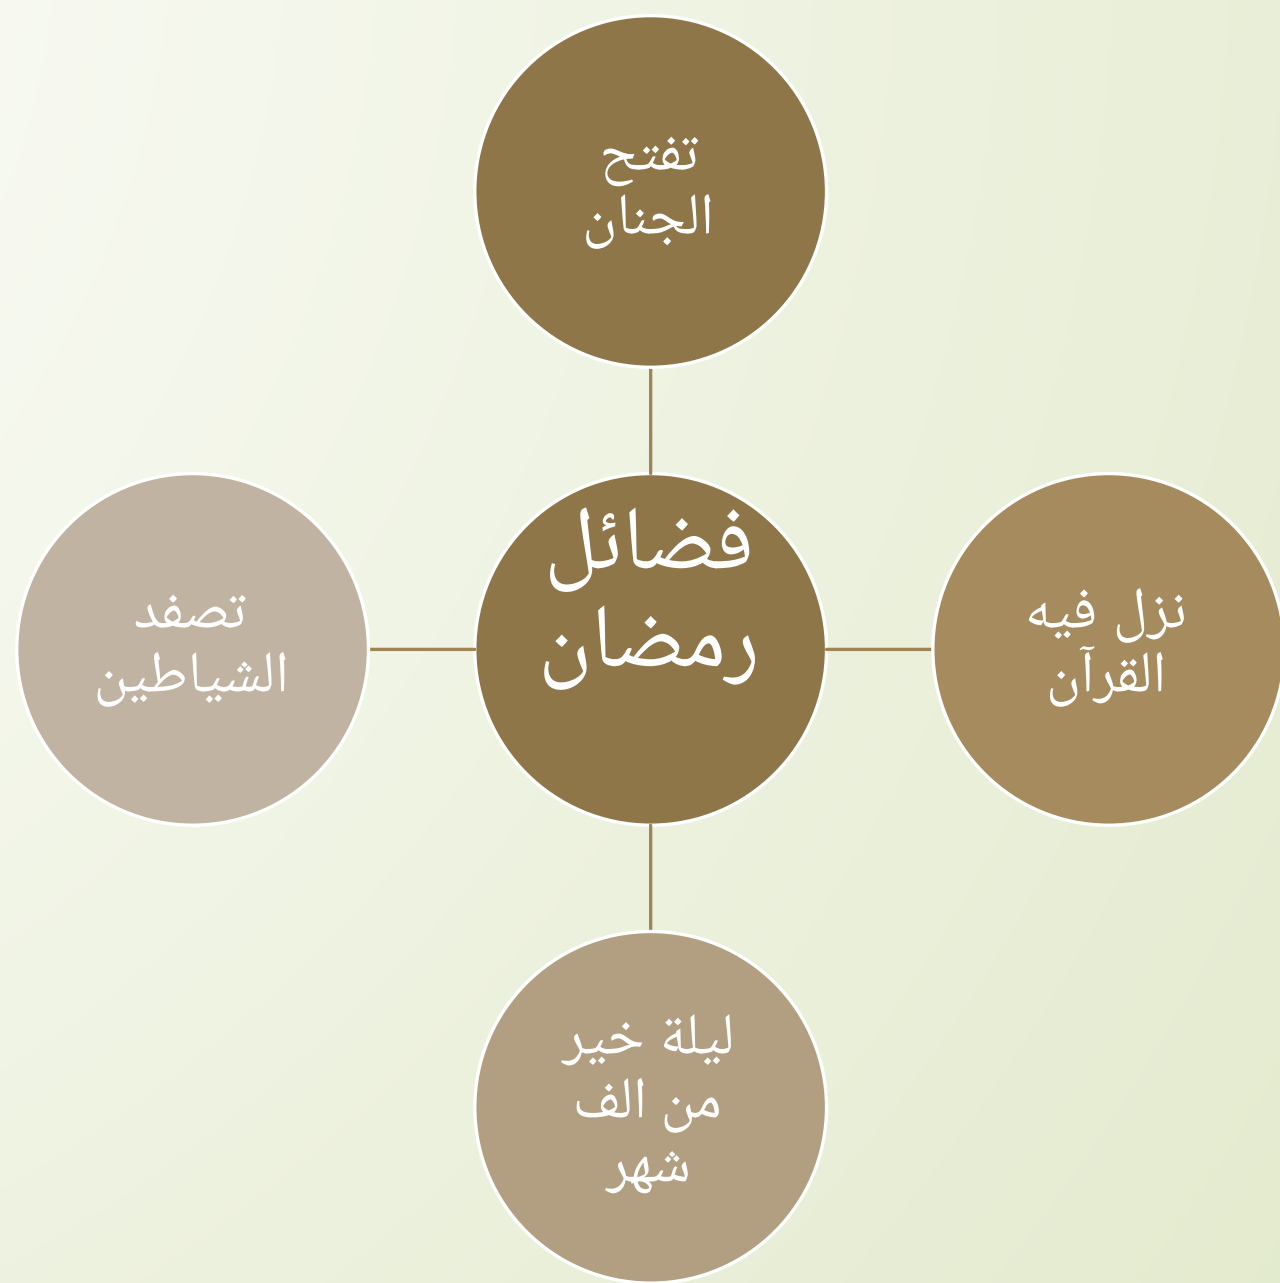 تفتح
الجنان
فضائل
رمضان
نزل فيه
القرآن
تصفد
الشياطين
ليلة خير
من الف
شهر